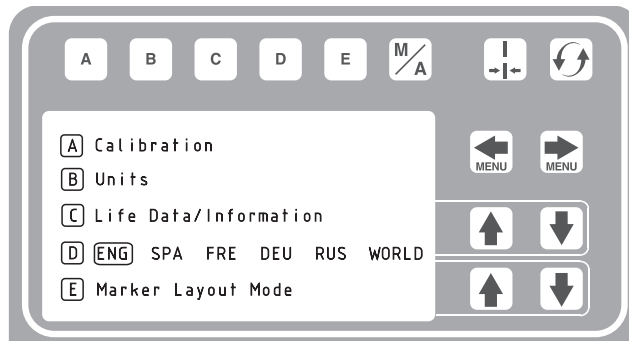 A B C D E M/A
MENU MENU
A Calibration
B Units
C Life Data/Information
D ENG SPA FRE DEU RUS WORLD
E Marker Layout Mode